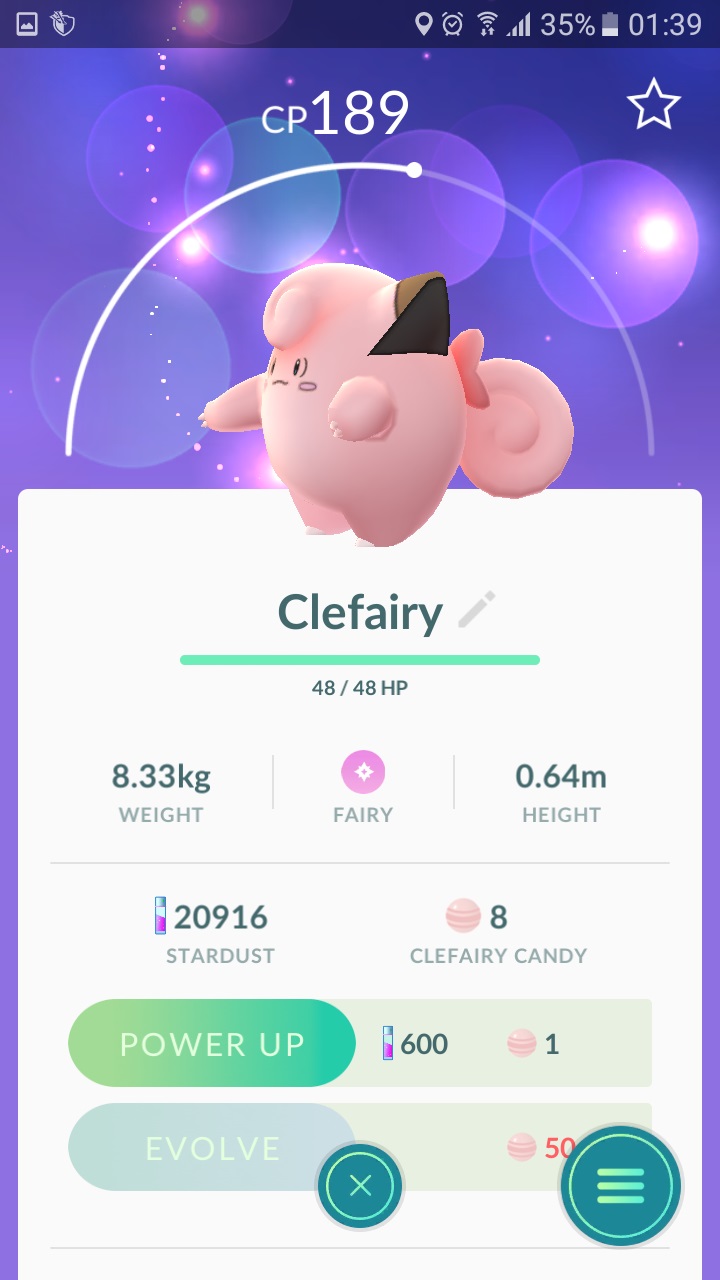 35% 01:39
CP189
Clefairy
48 / 48 HP
8.33kg
WEIGHT
FAIRY
0.64m
HEIGHT
20916
STARDUST
8
CLEFAIRY CANDY
POWER UP 600 1
EVOLVE 50